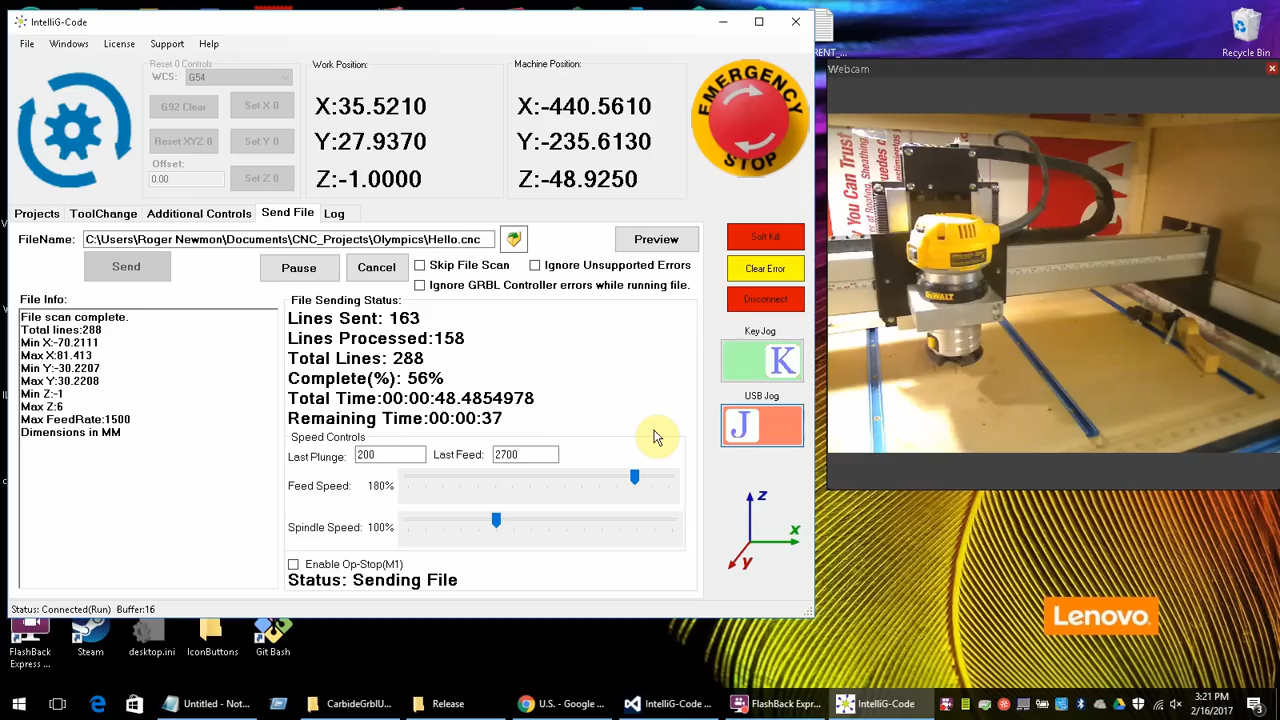 IntelliG-Code
File Windows License Support Help
Reset 0 Controls
WCS: G54
G92 Clear Set X 0
Reset XYZ 0 Set Y 0
Offset:
0.00 Set Z 0
Work Position:
X:35.5210
Y:27.9370
Z:-1.0000
Machine Position:
X:-440.5610
Y:-235.6130
Z:-48.9250
EMERGENCY
STOP
Recycle Bin
Webcam
Projects ToolChange Additional Controls Send File Log
FileName: C:\Users\Roger Newmon\Documents\CNC_Projects\Olympics\Hello.cnc Preview
Send Pause Cancel Skip File Scan Ignore Unsupported Errors
Ignore GRBL Controller errors while running file.
Soft Kill
Clear Error
Disconnect
Key Jog
K
USB Jog
J
File Info:
File scan complete.
Total lines:288
Min X:-70.2111
Max X:81.413
Min Y:-30.2207
Max Y:30.2208
Min Z:-1
Max Z:6
Max FeedRate:1500
Dimensions in MM
File Sending Status:
Lines Sent: 163
Lines Processed:158
Total Lines: 288
Complete(%): 56%
Total Time:00:00:48.4854978
Remaining Time:00:00:37
Speed Controls
Last Plunge: 200 Last Feed: 2700
Feed Speed: 180%
Spindle Speed: 100%
Enable Op-Stop(M1)
Status: Sending File
z
x
y
Status: Connected(Run) Buffer:16
You Can Trust
DEWALT
Lenovo
FlashBack
Express ...
Steam
desktop.ini
IconButtons
Git Bash
Untitled - Not...
CarbideGrblU...
Release
U.S. - Google ...
IntelliG-Code ...
FlashBack Expr...
IntelliG-Code
3:21 PM
2/16/2017